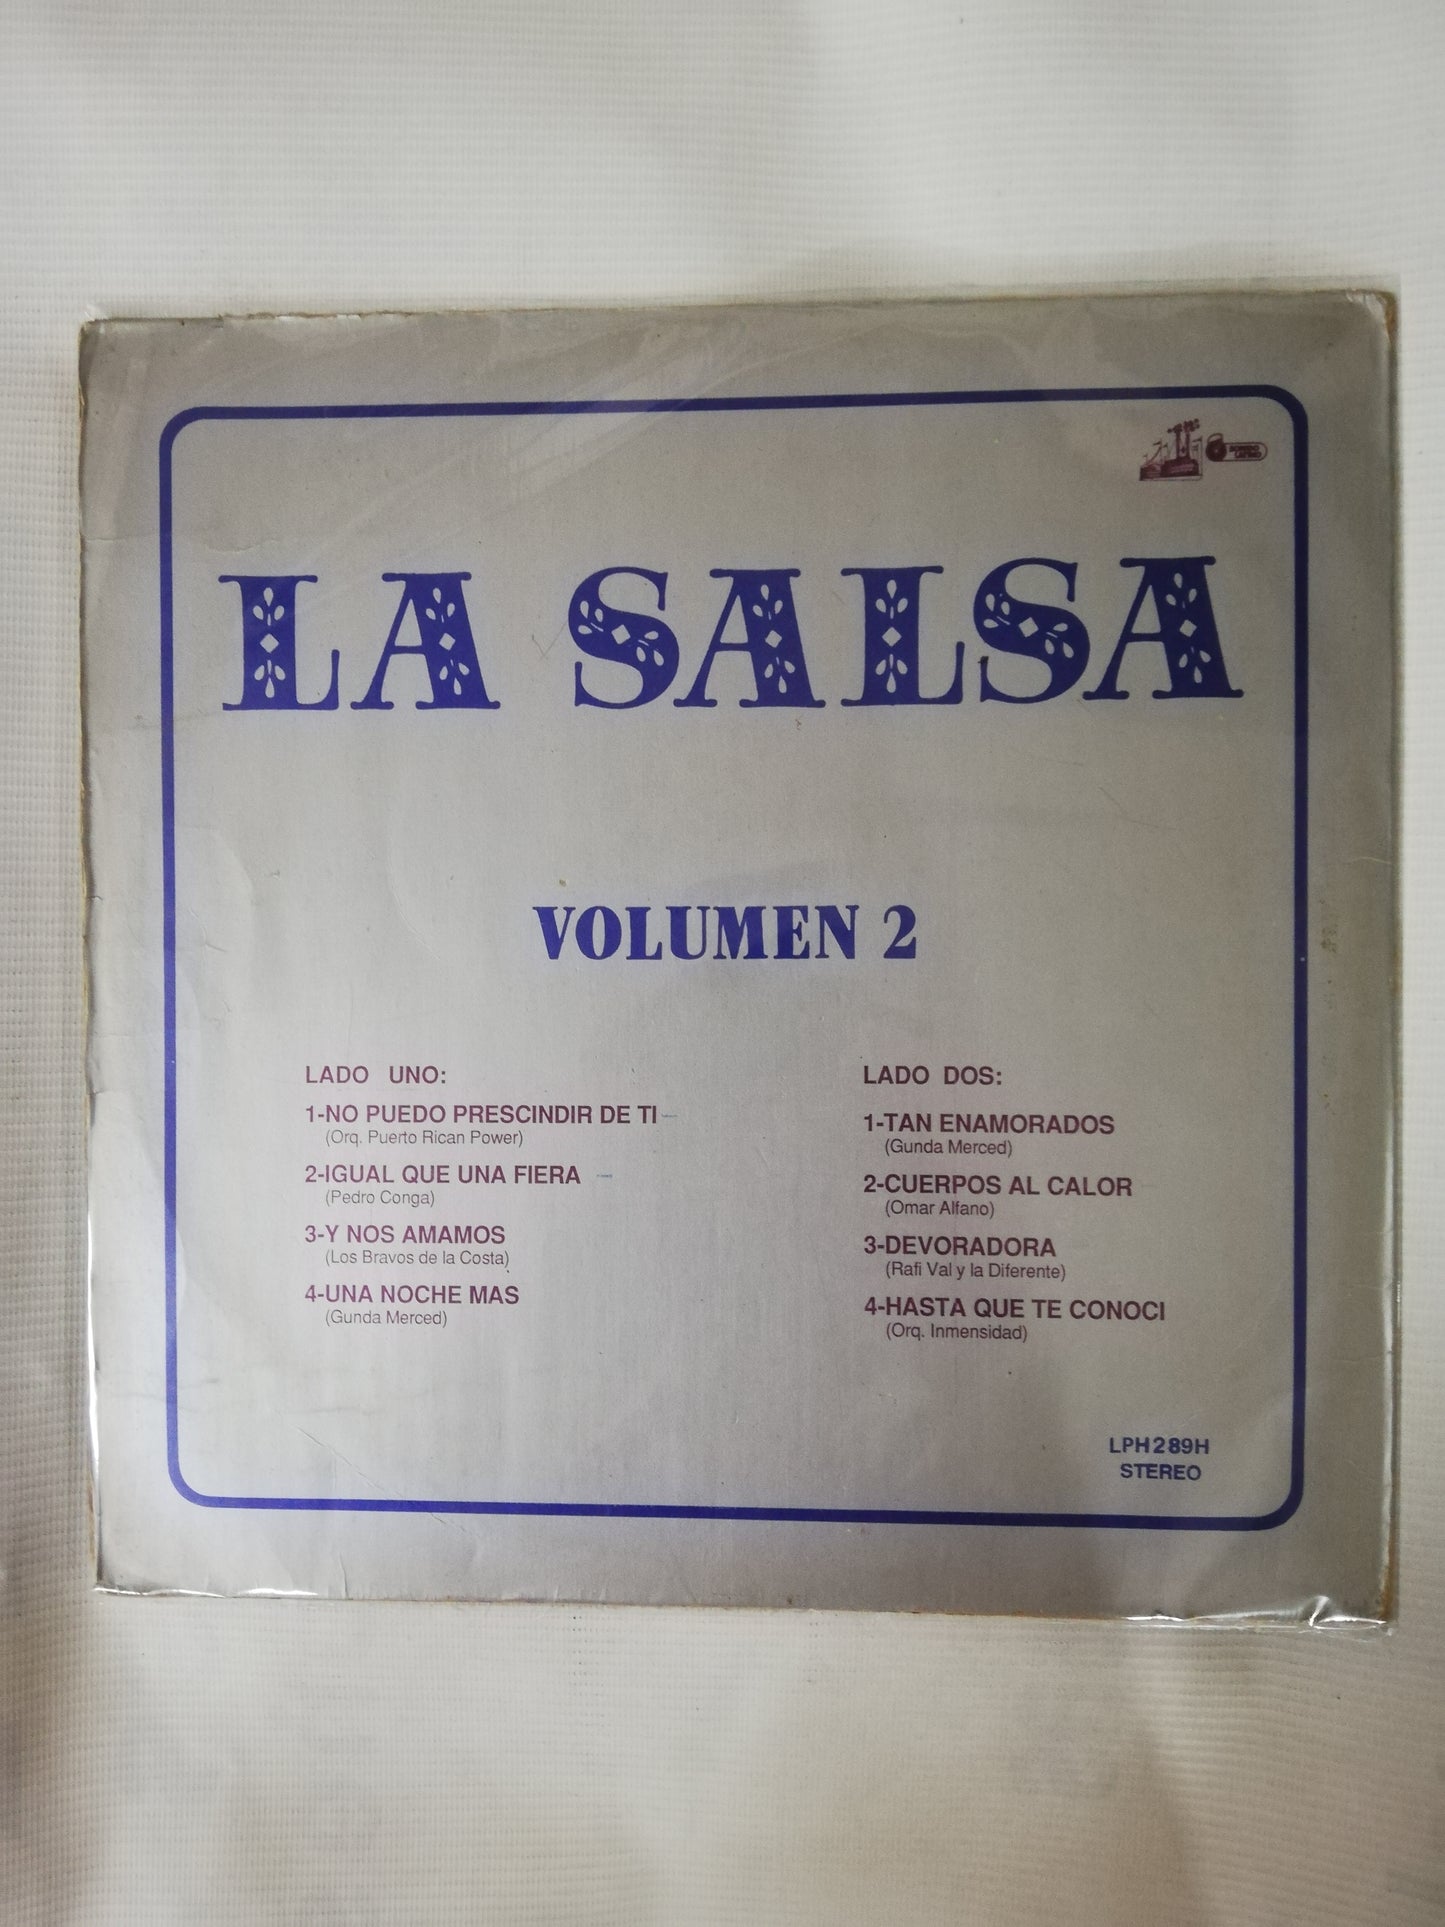 SONIDO
LATINO
LA SALSA
VOLUMEN 2
LADO UNO:
1-NO PUEDO PRESCINDIR DE TI
(Orq. Puerto Rican Power)
2-IGUAL QUE UNA FIERA
(Pedro Conga)
3-Y NOS AMAMOS
(Los Bravos de la Costa)
4-UNA NOCHE MAS
(Gunda Merced)
LADO DOS:
1-TAN ENAMORADOS
(Gunda Merced)
2-CUERPOS AL CALOR
(Omar Alfano)
3-DEVORADORA
(Rafi Val y la Diferente)
4-HASTA QUE TE CONOCI
(Orq. Inmensidad)
LPH289H
STEREO